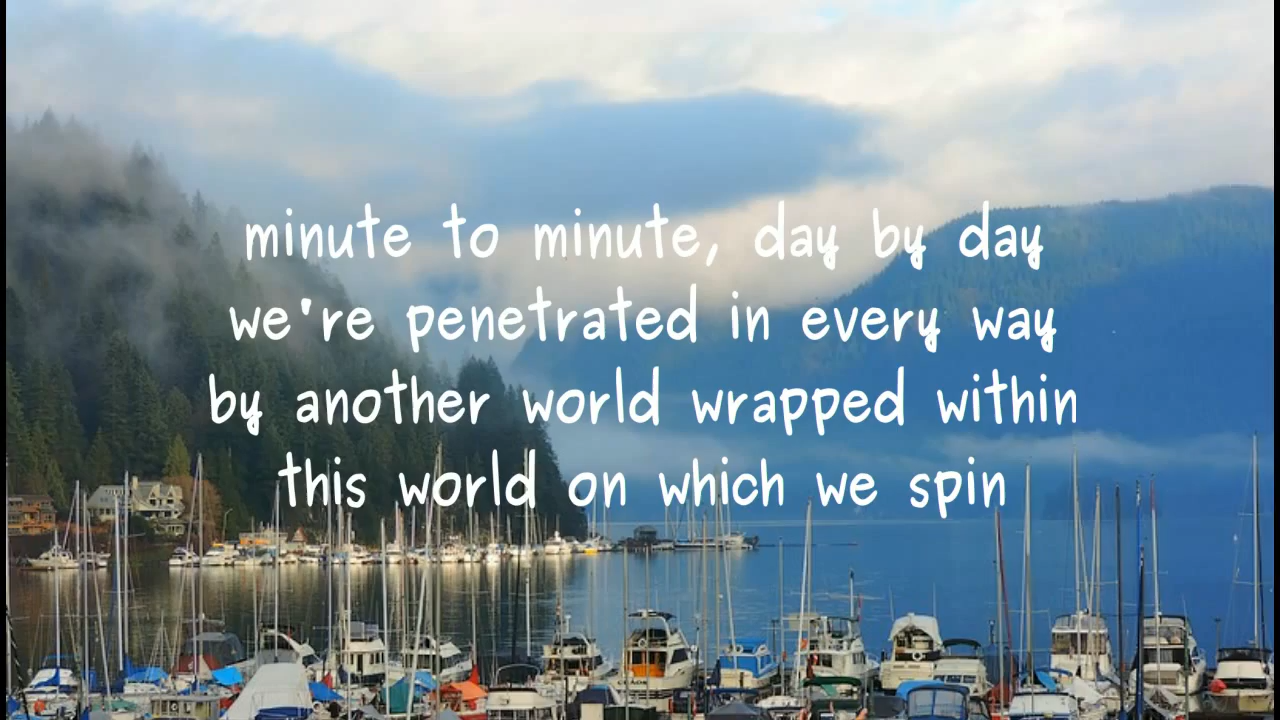 minute to minute, day by day
we're penetrated in every way
by another world wrapped within
this world on which we spin